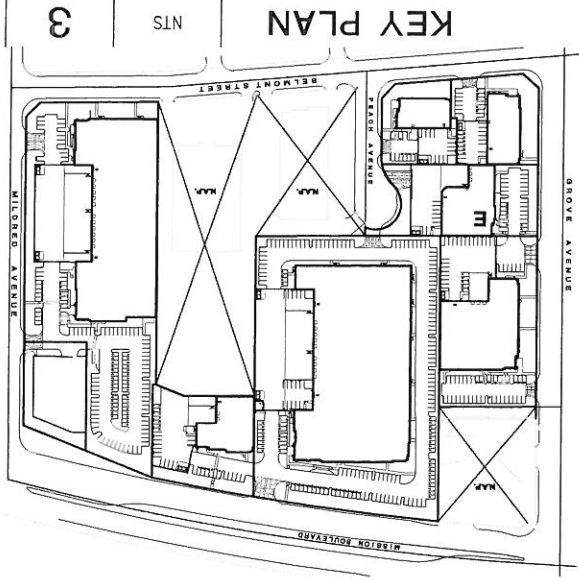 MISSION BOULEVARD
N.A.P.
GROVE AVENUE
E
MILDRED AVENUE
N.A.P.
N.A.P.
PEACH AVENUE
BELMONT STREET
KEY PLAN NTS 3